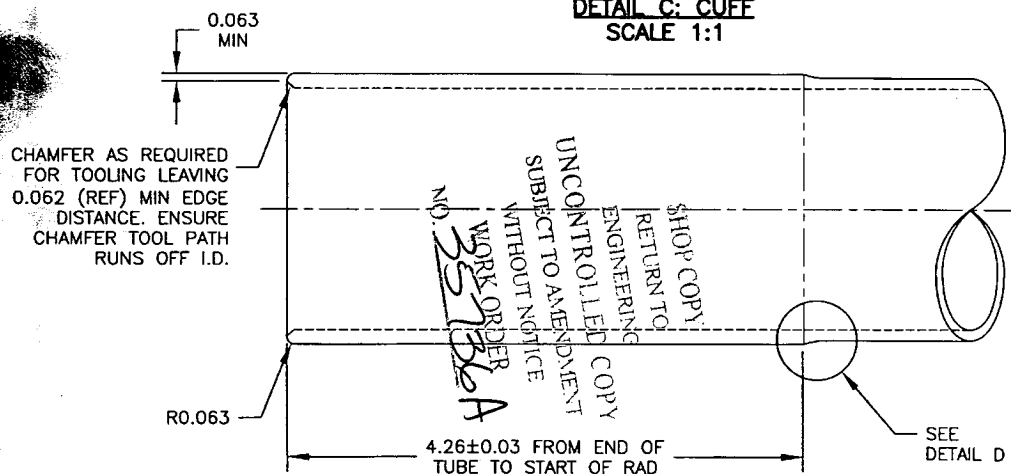 DETAIL C: CUFF
SCALE 1:1
0.063
MIN
CHAMFER AS REQUIRED
FOR TOOLING LEAVING
0.062 (REF) MIN EDGE
DISTANCE. ENSURE
CHAMFER TOOL PATH
RUNS OFF I.D.
SHOP COPY
RETURN TO
ENGINEERING
UNCONTROLLED COPY
SUBJECT TO AMENDMENT
WITHOUT NOTICE
WORK ORDER
NO. 35736A
R0.063
4.26±0.03 FROM END OF
TUBE TO START OF RAD
SEE
DETAIL D